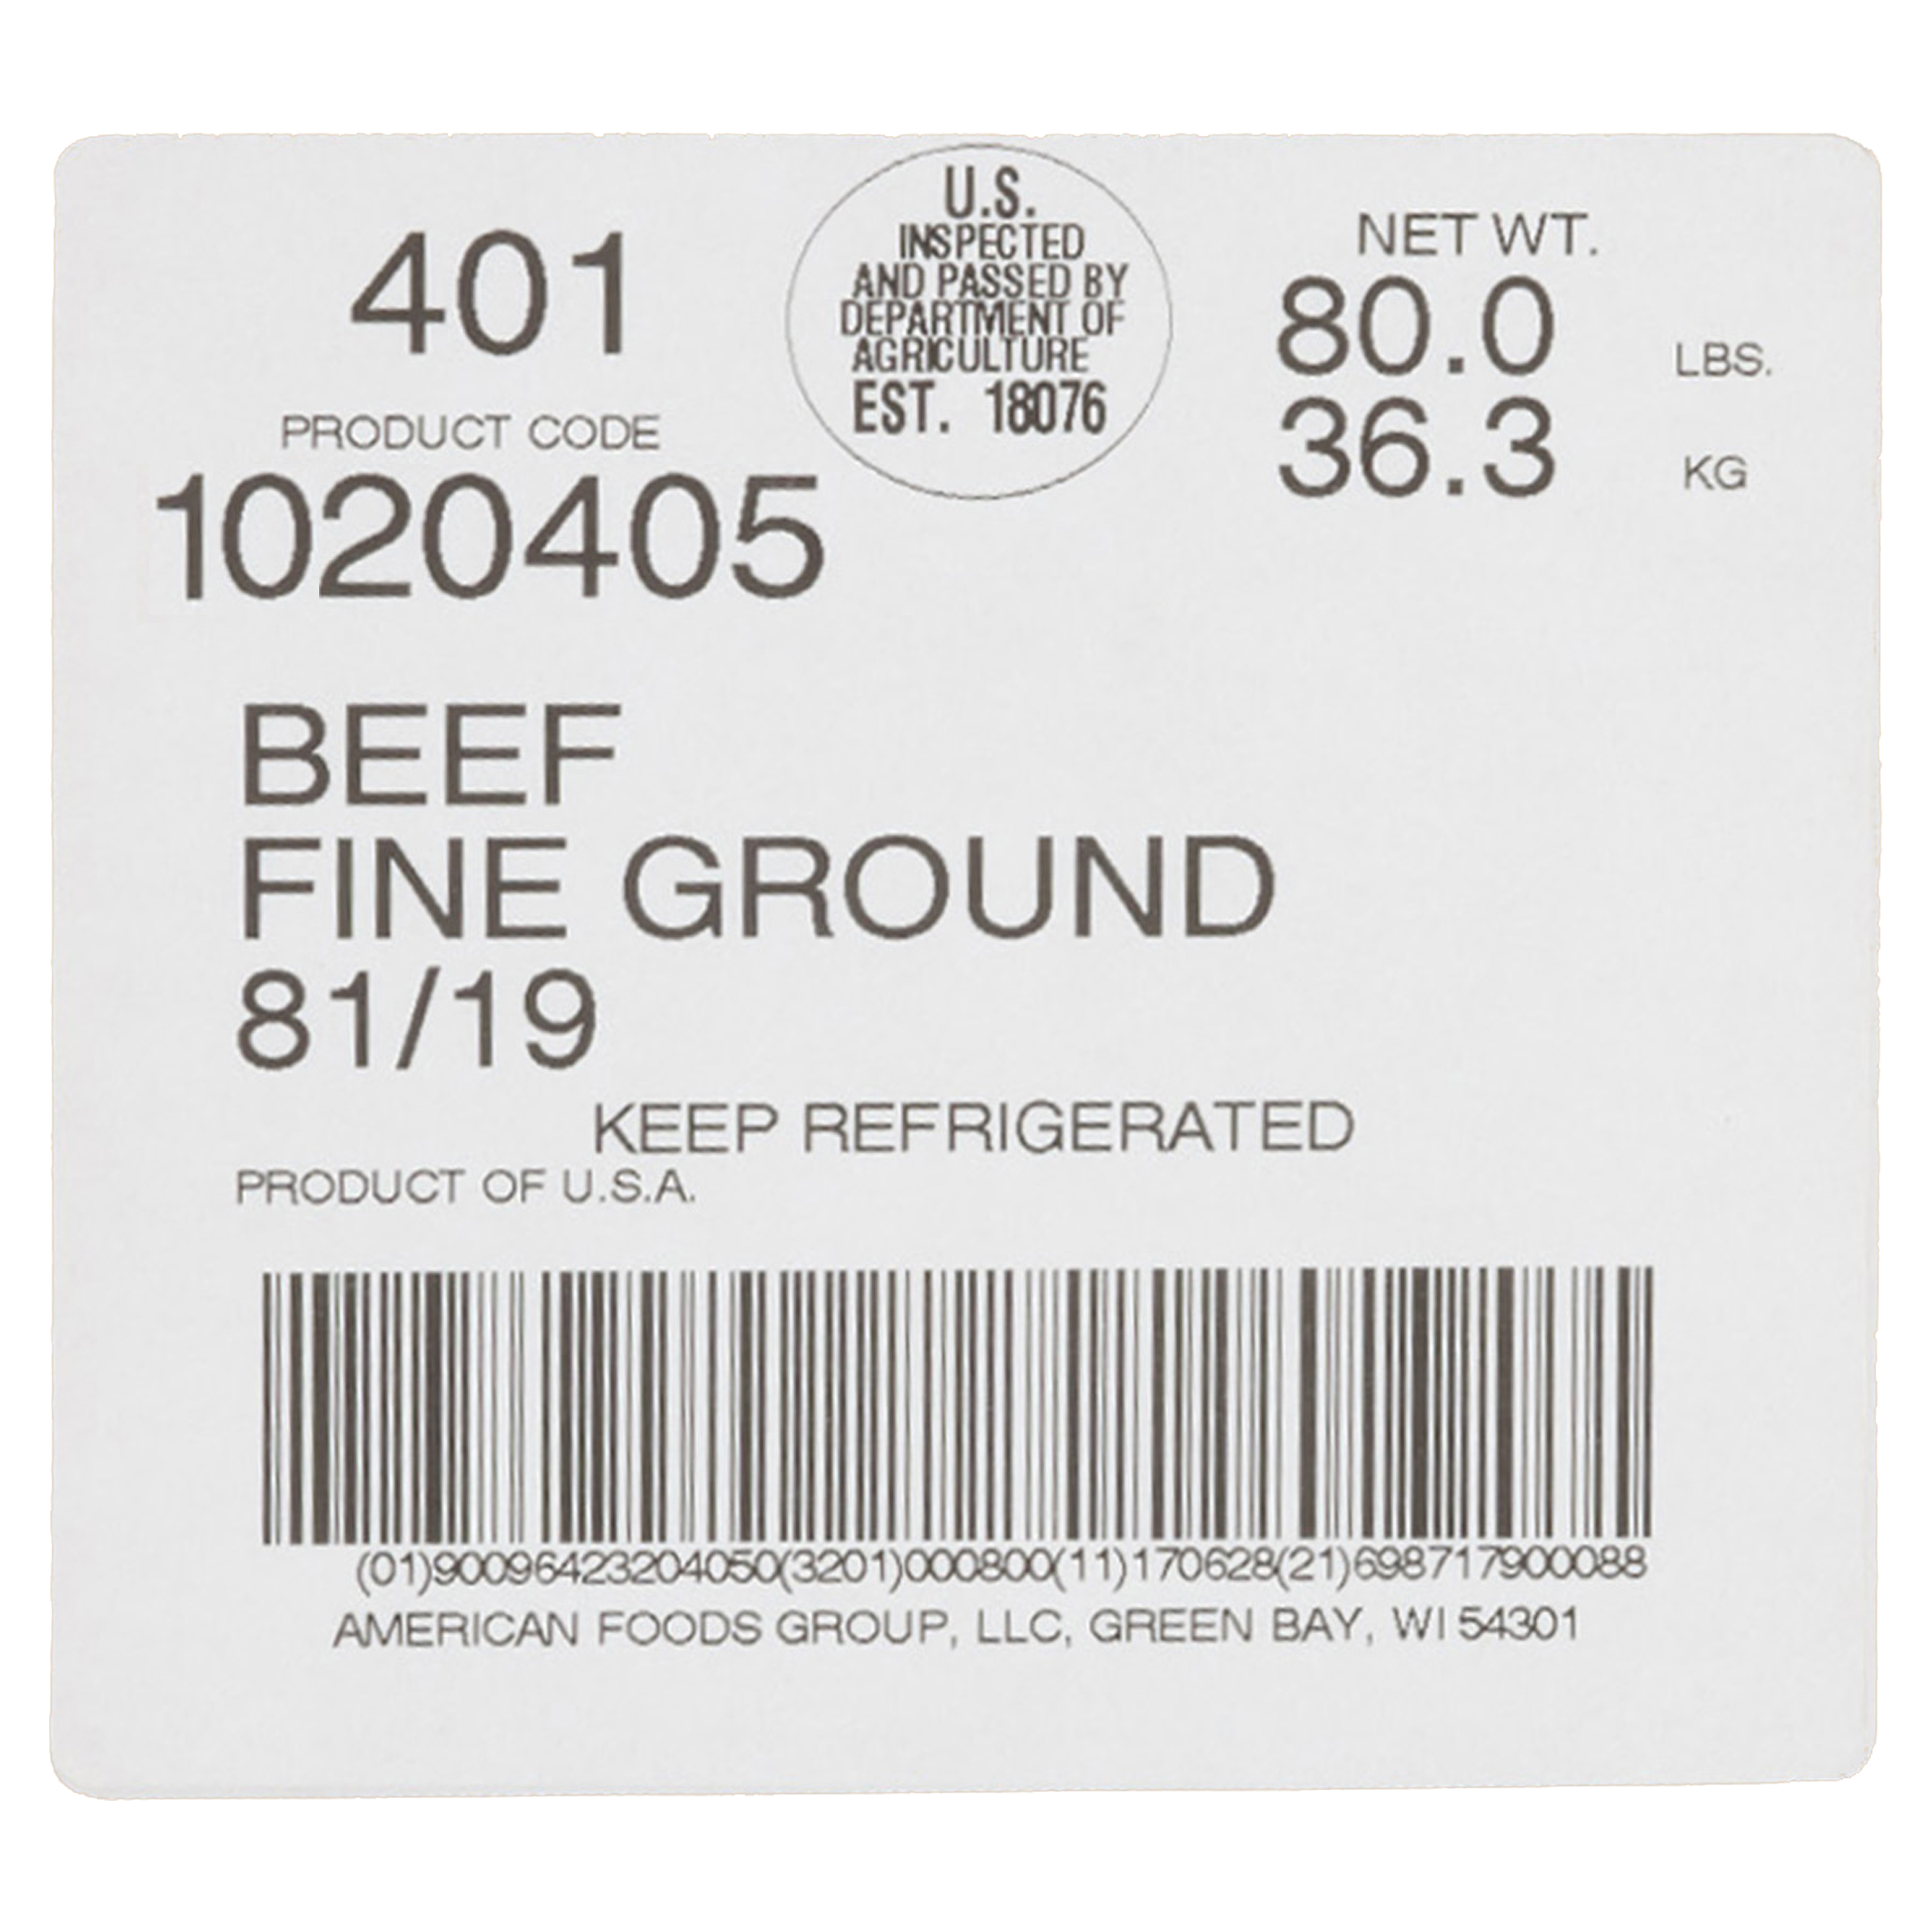 401
PRODUCT CODE
1020405
U.S.
INSPECTED
AND PASSED BY
DEPARTMENT OF
AGRICULTURE
EST. 18076
NET WT.
80.0 LBS.
36.3 KG
BEEF
FINE GROUND
81/19
KEEP REFRIGERATED
PRODUCT OF U.S.A.
(01)90096423204050(3201)000800(11)170628(21)698717900088
AMERICAN FOODS GROUP, LLC, GREEN BAY, WI 54301